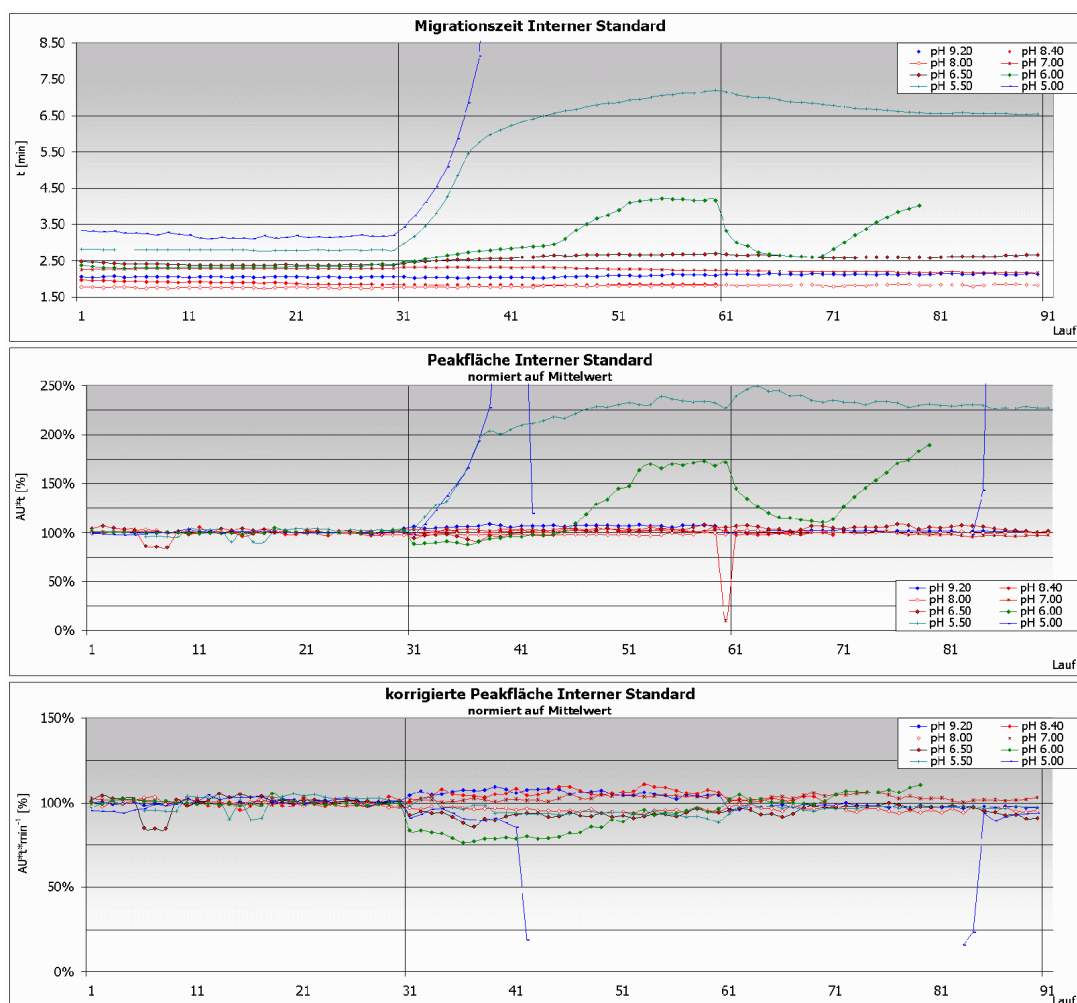 Migrationszeit Interner Standard
8.50
7.50
6.50
5.50
4.50
3.50
2.50
1.50
t [min]
pH 9.20
pH 8.40
pH 8.00
pH 7.00
pH 6.50
pH 6.00
pH 5.50
pH 5.00
1 11 21 31 41 51 61 71 81 91
Lauf
Peakfläche Interner Standard
normiert auf Mittelwert
250%
200%
150%
100%
50%
0%
AU*t [%]
pH 9.20
pH 8.40
pH 8.00
pH 7.00
pH 6.50
pH 6.00
pH 5.50
pH 5.00
1 11 21 31 41 51 61 71 81
Lauf
korrigierte Peakfläche Interner Standard
normiert auf Mittelwert
150%
100%
50%
0%
AU*t*min⁻¹ [%]
pH 9.20
pH 8.40
pH 8.00
pH 7.00
pH 6.50
pH 6.00
pH 5.50
pH 5.00
1 11 21 31 41 51 61 71 81 91
Lauf